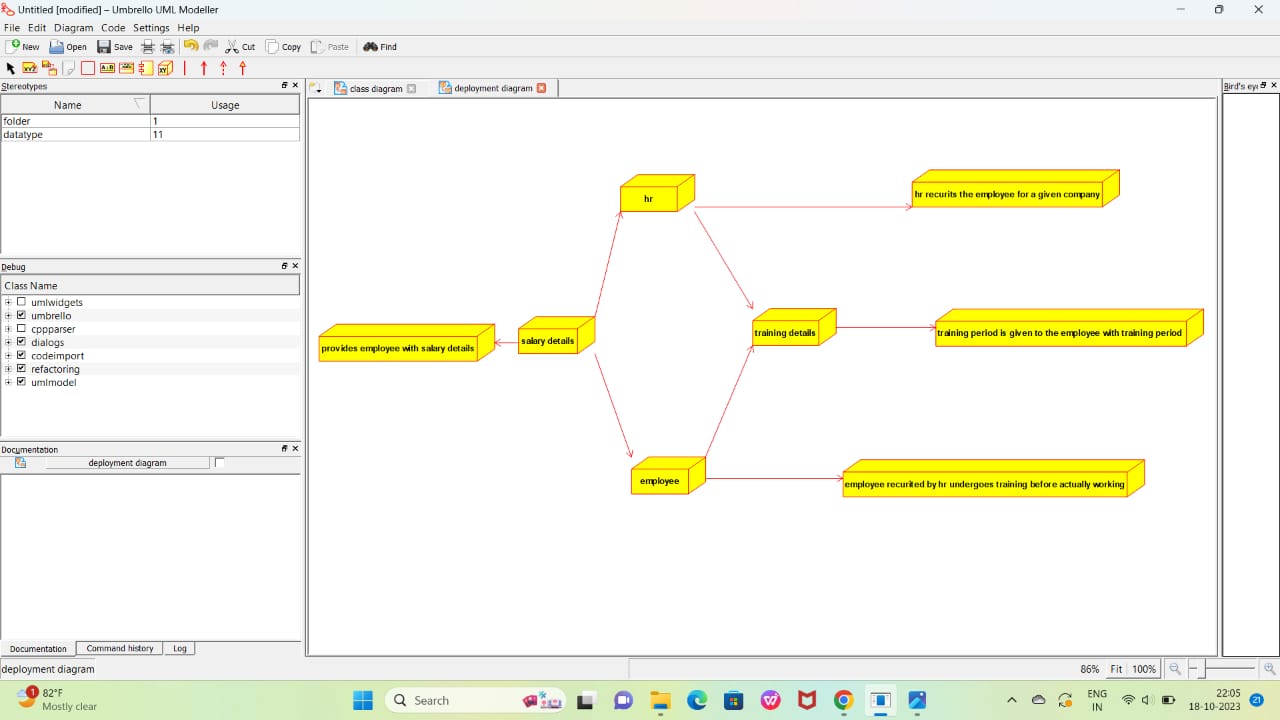 Untitled [modified] – Umbrello UML Modeller
File Edit Diagram Code Settings Help
New Open Save Cut Copy Paste Find
Stereotypes
Name Usage
folder 1
datatype 11
Debug
Class Name
umlwidgets
umbrello
cppparser
dialogs
codeimport
refactoring
umlmodel
Documentation
deployment diagram
Documentation Command history Log
deployment diagram
class diagram deployment diagram
Bird's eye
hr
hr recurits the employee for a given company
provides employee with salary details
salary details
training details
training period is given to the employee with training period
employee
employee recurited by hr undergoes training before actually working
86% Fit 100%
1
82°F
Mostly clear
Search
ENG
IN
22:05
18-10-2023
21